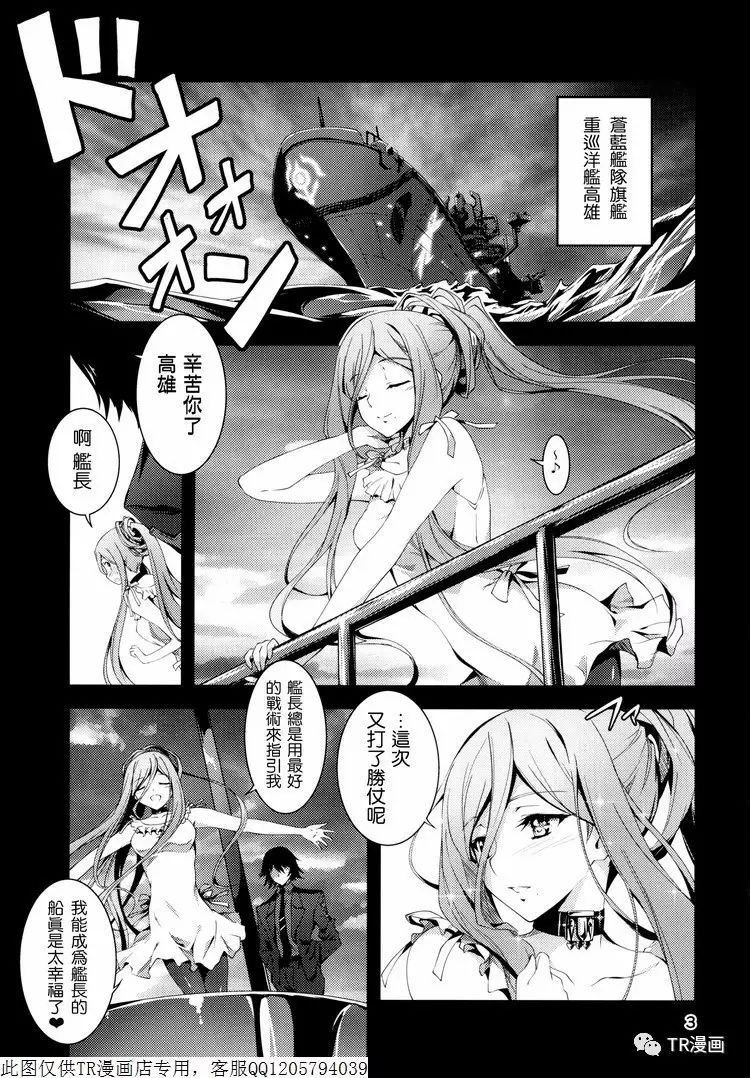 蒼藍艦隊旗艦
重巡洋艦高雄
ドオオオン
♪
辛苦你了
高雄
啊 艦長
…這次
又打了勝仗呢
艦長總是用最好
的戰術來指引我
我能成爲艦長的
船眞是太幸福了♥
3
TR漫画
此图仅供TR漫画店专用，客服QQ1205794039